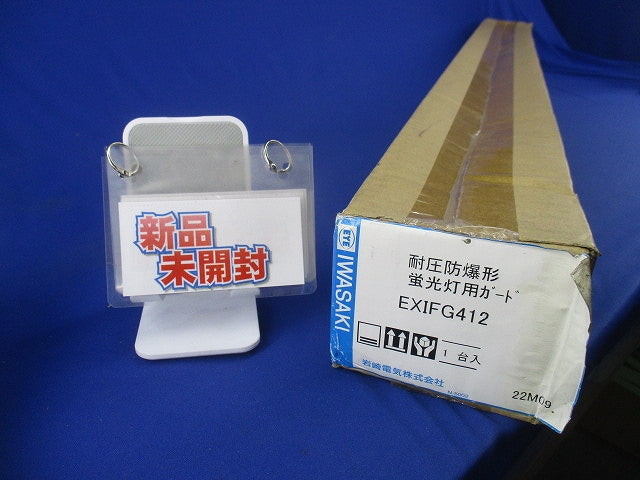 新品
未開封
EYE
IWASAKI
耐圧防爆形
蛍光灯用ｶﾞｰﾄﾞ
EXIFG412
1台入
岩崎電気株式会社
22M09.